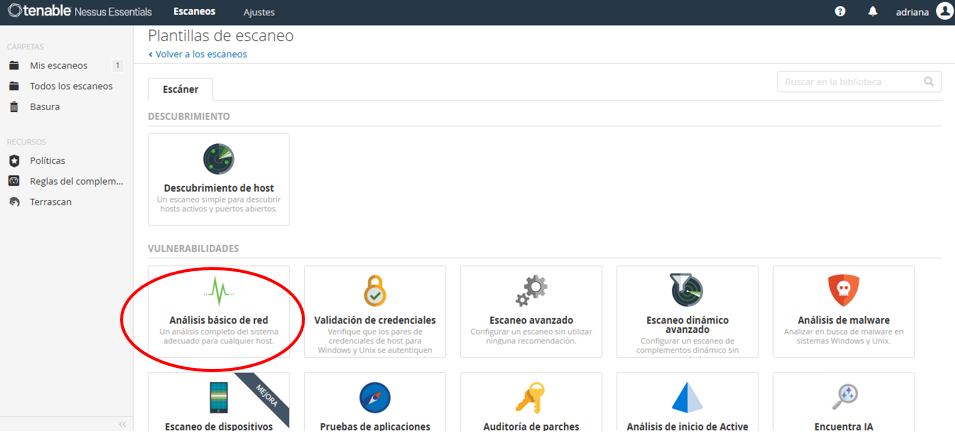 tenable Nessus Essentials
Escaneos
Ajustes
adriana
CARPETAS
Mis escaneos 1
Todos los escaneos
Basura
RECURSOS
Políticas
Reglas del complem...
Terrascan
Plantillas de escaneo
Volver a los escaneos
Escáner
Buscar en la biblioteca
DESCUBRIMIENTO
Descubrimiento de host
Un escaneo simple para descubrir
hosts activos y puertos abiertos.
VULNERABILIDADES
Análisis básico de red
Un análisis completo del sistema
adecuado para cualquier host.
Validación de credenciales
Verifique que los pares de
credenciales de host para
Windows y Unix se autentiquen
Escaneo avanzado
Configurar un escaneo sin utilizar
ninguna recomendación.
Escaneo dinámico
avanzado
Configurar un escaneo de
complementos dinámico sin
Análisis de malware
Analizar en busca de malware en
sistemas Windows y Unix.
MEJORA
Escaneo de dispositivos
Pruebas de aplicaciones
Auditoría de parches
Análisis de inicio de Active
Encuentra IA